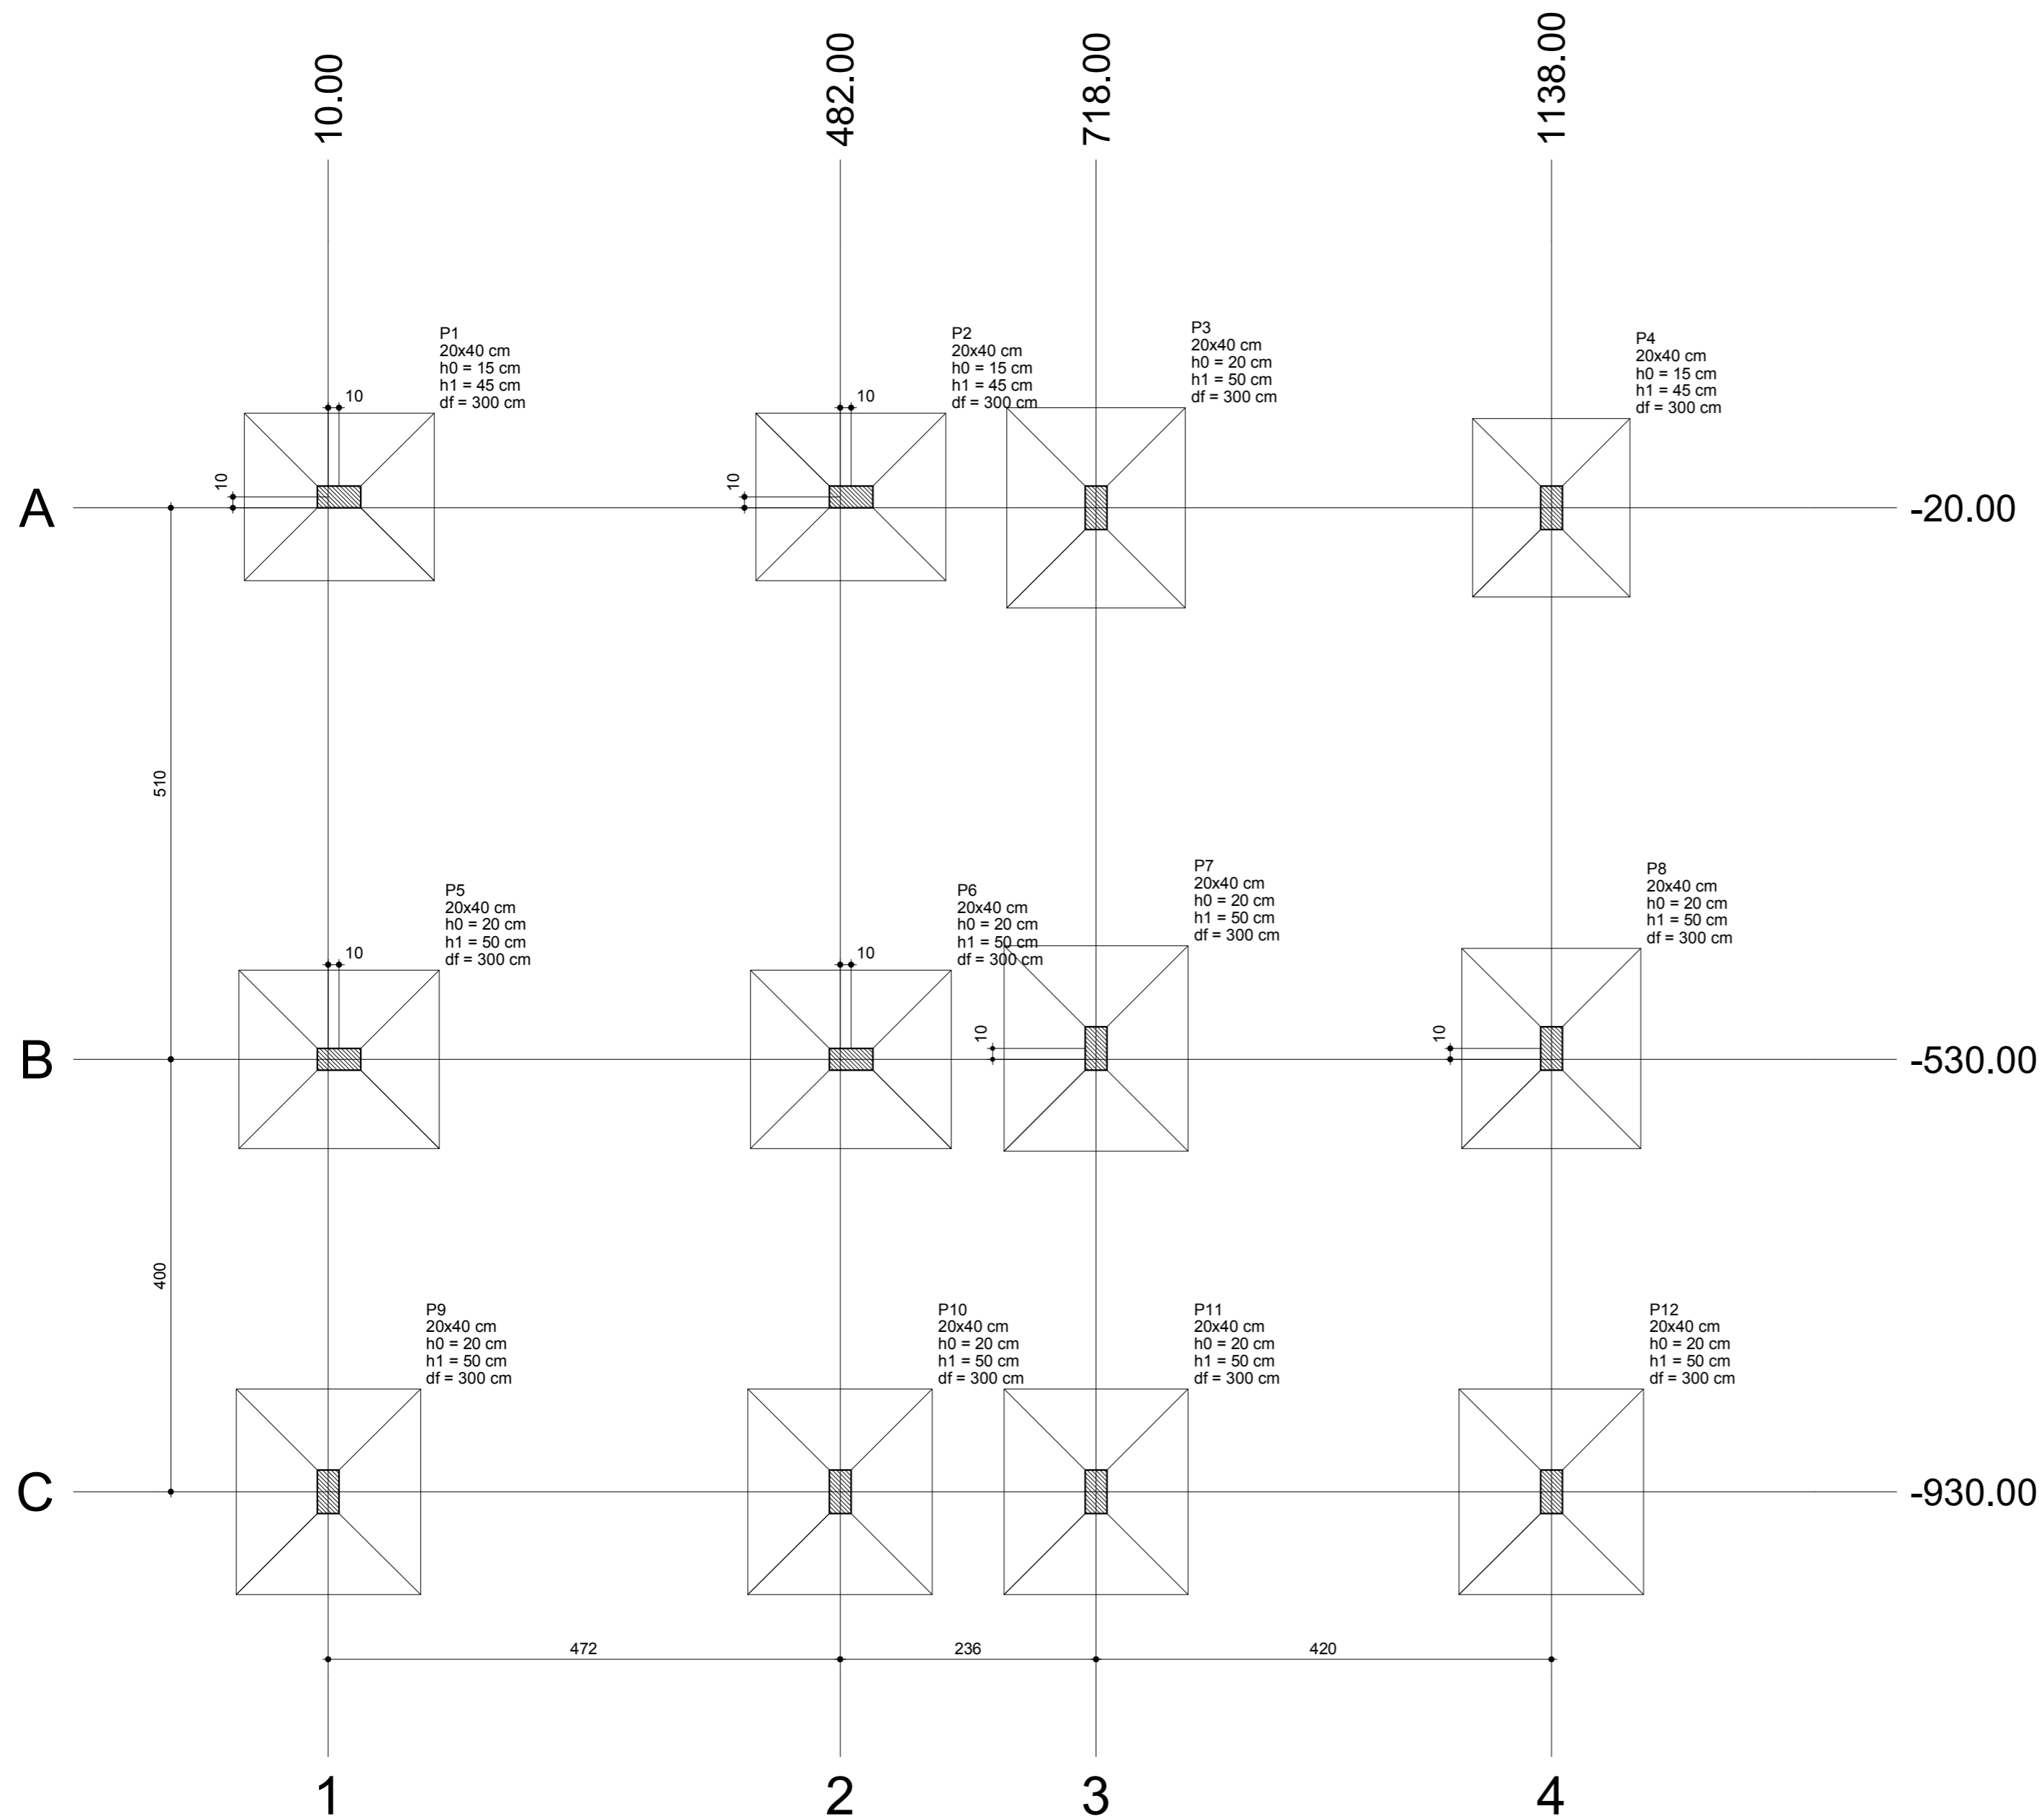 10.00
482.00
718.00
1138.00
P1
20x40 cm
h0 = 15 cm
h1 = 45 cm
df = 300 cm
10
10
P2
20x40 cm
h0 = 15 cm
h1 = 45 cm
df = 300 cm
10
10
P3
20x40 cm
h0 = 20 cm
h1 = 50 cm
df = 300 cm
P4
20x40 cm
h0 = 15 cm
h1 = 45 cm
df = 300 cm
A
-20.00
510
P5
20x40 cm
h0 = 20 cm
h1 = 50 cm
df = 300 cm
10
P6
20x40 cm
h0 = 20 cm
h1 = 50 cm
df = 300 cm
10
P7
20x40 cm
h0 = 20 cm
h1 = 50 cm
df = 300 cm
10
P8
20x40 cm
h0 = 20 cm
h1 = 50 cm
df = 300 cm
10
B
-530.00
400
P9
20x40 cm
h0 = 20 cm
h1 = 50 cm
df = 300 cm
P10
20x40 cm
h0 = 20 cm
h1 = 50 cm
df = 300 cm
P11
20x40 cm
h0 = 20 cm
h1 = 50 cm
df = 300 cm
P12
20x40 cm
h0 = 20 cm
h1 = 50 cm
df = 300 cm
C
-930.00
472
236
420
1
2
3
4